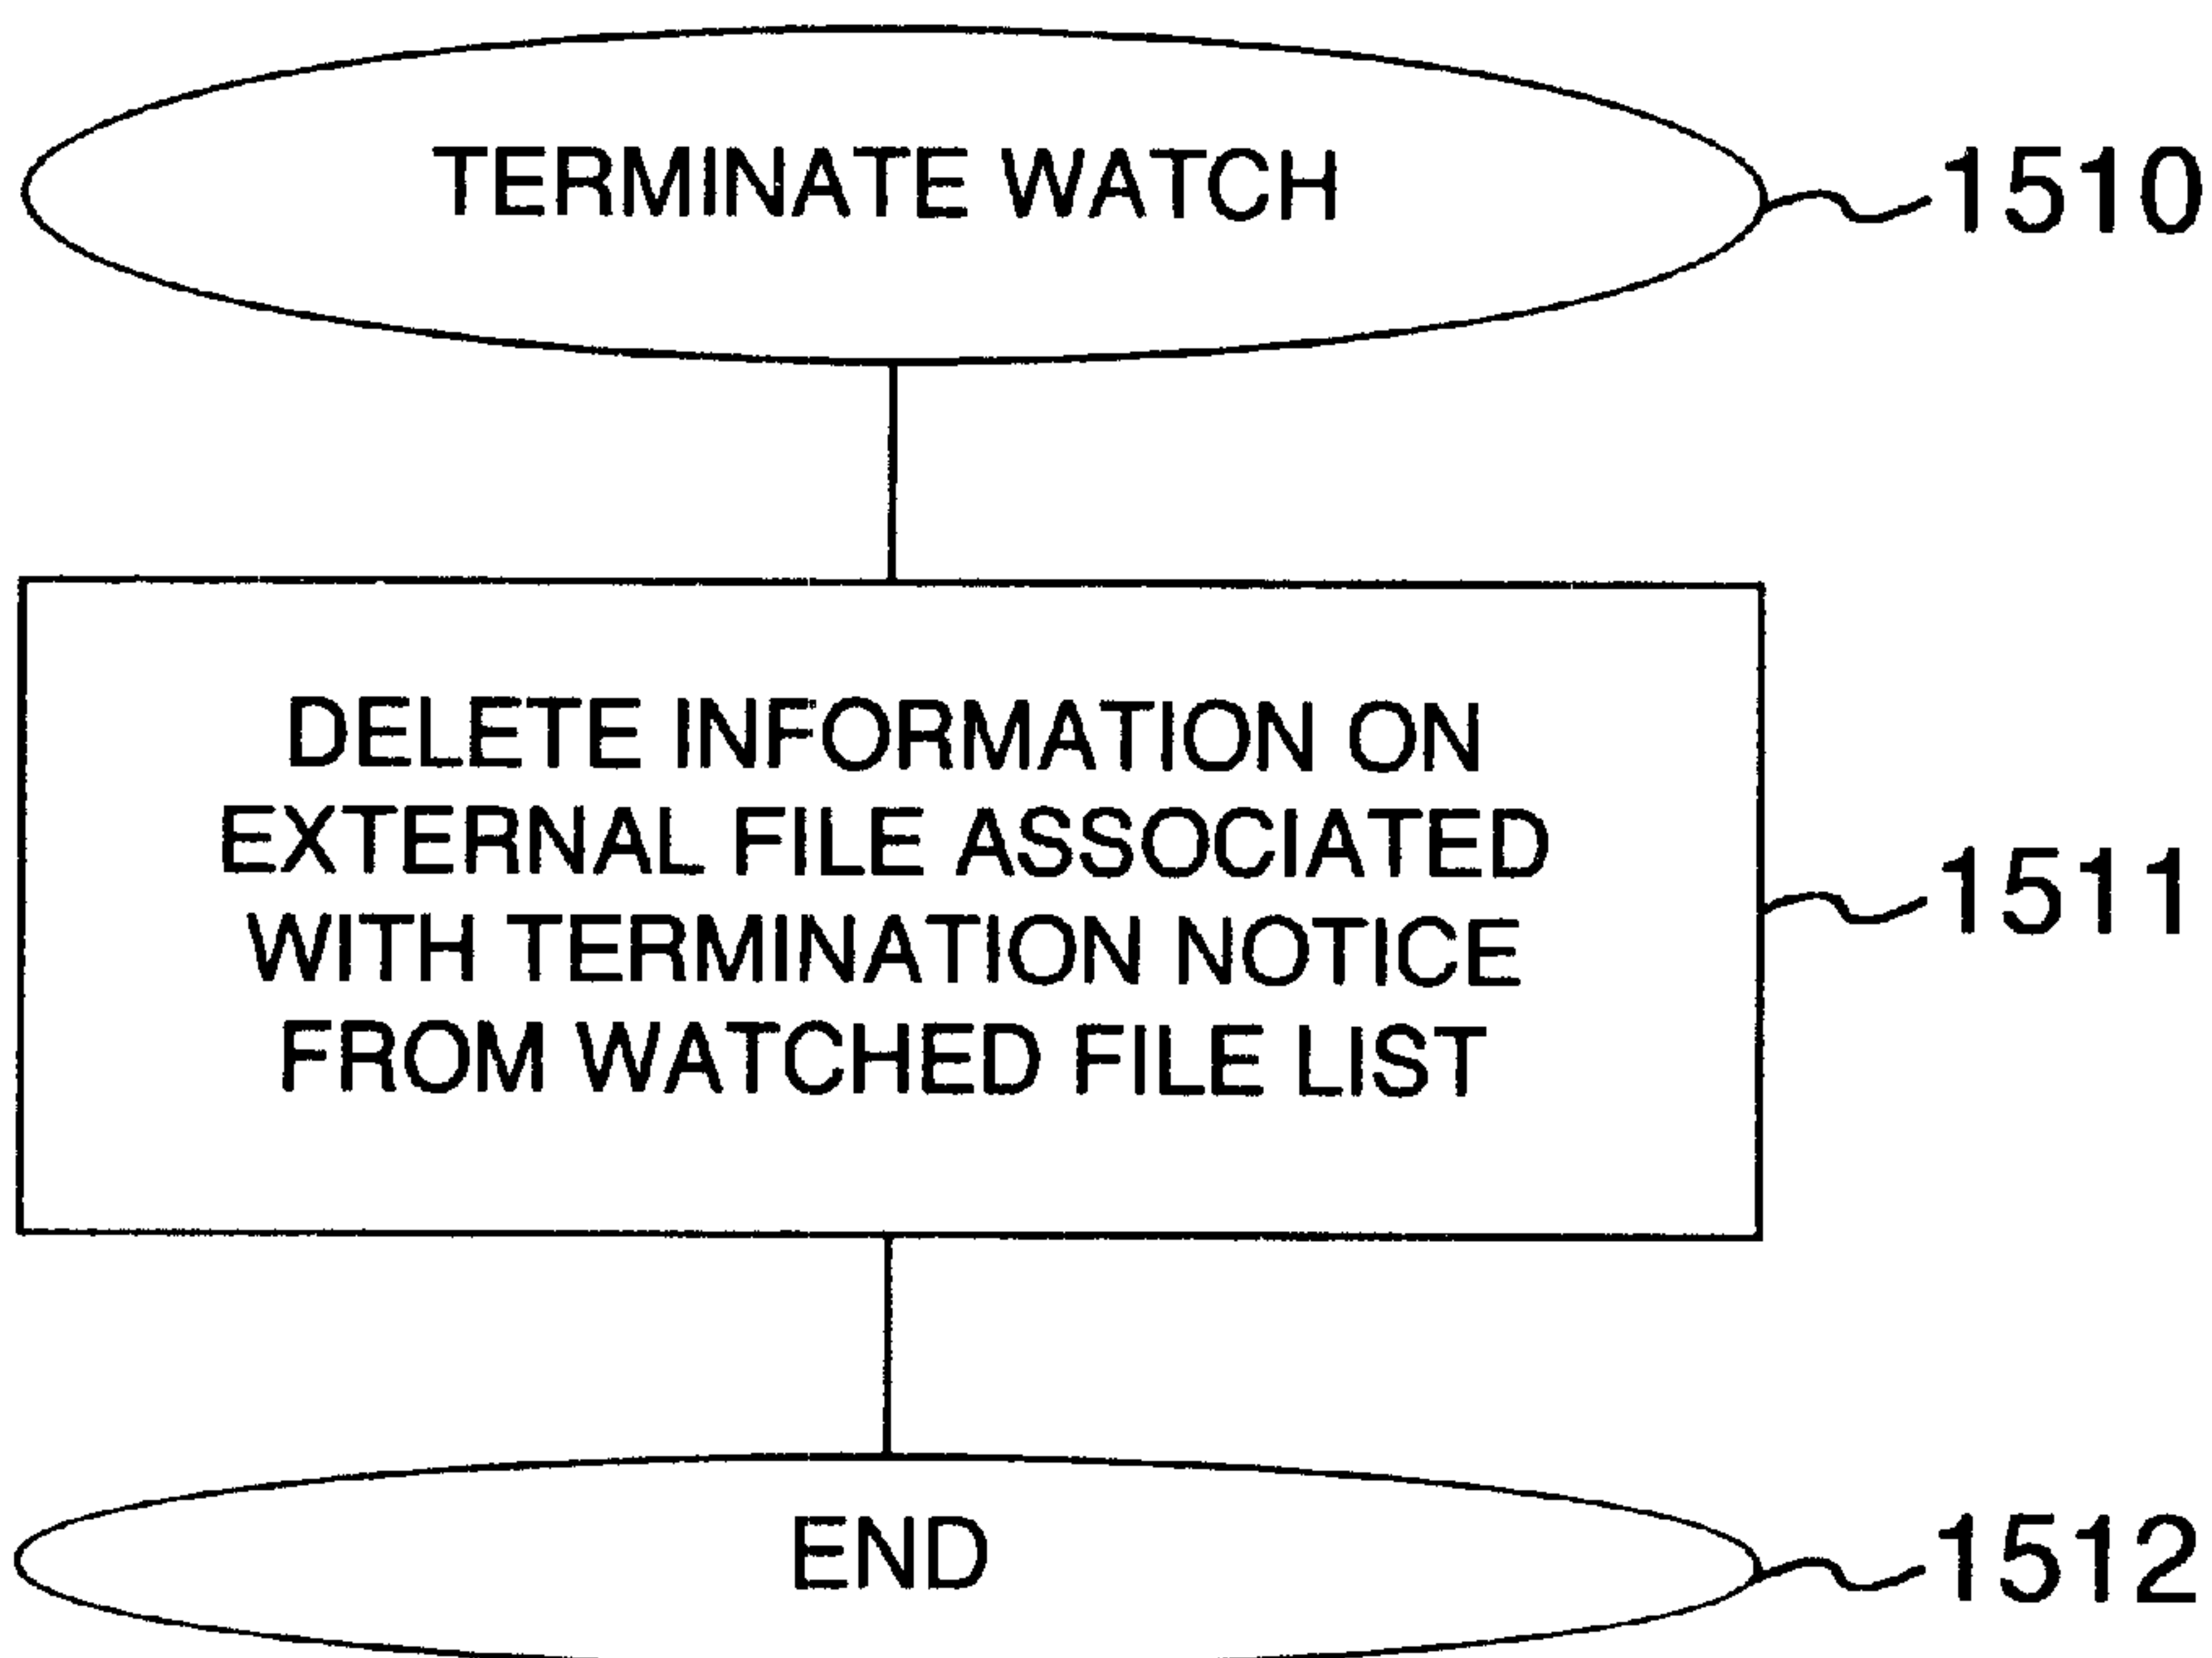 TERMINATE WATCH
1510
DELETE INFORMATION ON
EXTERNAL FILE ASSOCIATED
WITH TERMINATION NOTICE
FROM WATCHED FILE LIST
1511
END
1512